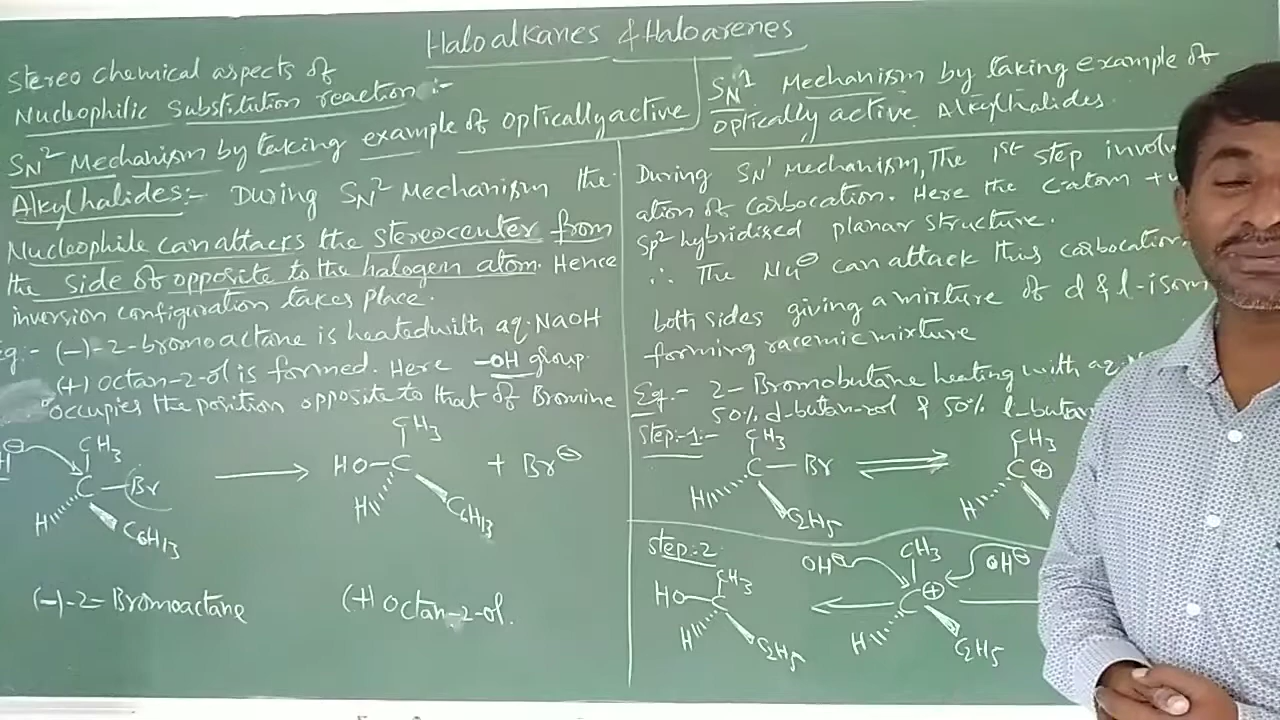 Haloalkanes & Haloarenes
Stereo chemical aspects of
Nucleophilic Substitution reaction :-
SN2 Mechanism by taking example of optically active
Alkylhalides:- During SN2 Mechanism the
Nucleophile can attacks the stereocenter from
the side of opposite to the halogen atom. Hence
inversion configuration takes place.
Eg:- (-)-2-bromooctane is heated with aq.NaOH
(+) octan-2-ol is formed. Here -OH group
occupies the position opposite to that of Bromine
CH3
C-Br
H
C6H13
CH3
HO-C
H
C6H13
+ Br⊖
(-)-2-Bromoactane
(+) Octan-2-ol.
SN1 Mechanism by taking example of
optically active Alkylhalides.
During SN1 mechanism, The 1st step
ation of Carbocation. Here the C-atom
Sp2 hybridised planar structure.
∴ The Nu⊖ can attack this carbocation
both sides giving a mixture of d & l-isom
forming racemic mixture
Eg:- 2-Bromobutane heating with aq.
50% d-butan-2ol & 50% l-butan
Step:-1:-
CH3
C-Br
H
C2H5
CH3
C⊕
H
Step:-2
HO-C
CH3
H
C2H5
OH⊖
CH3
OH⊖
C⊕
H
C2H5